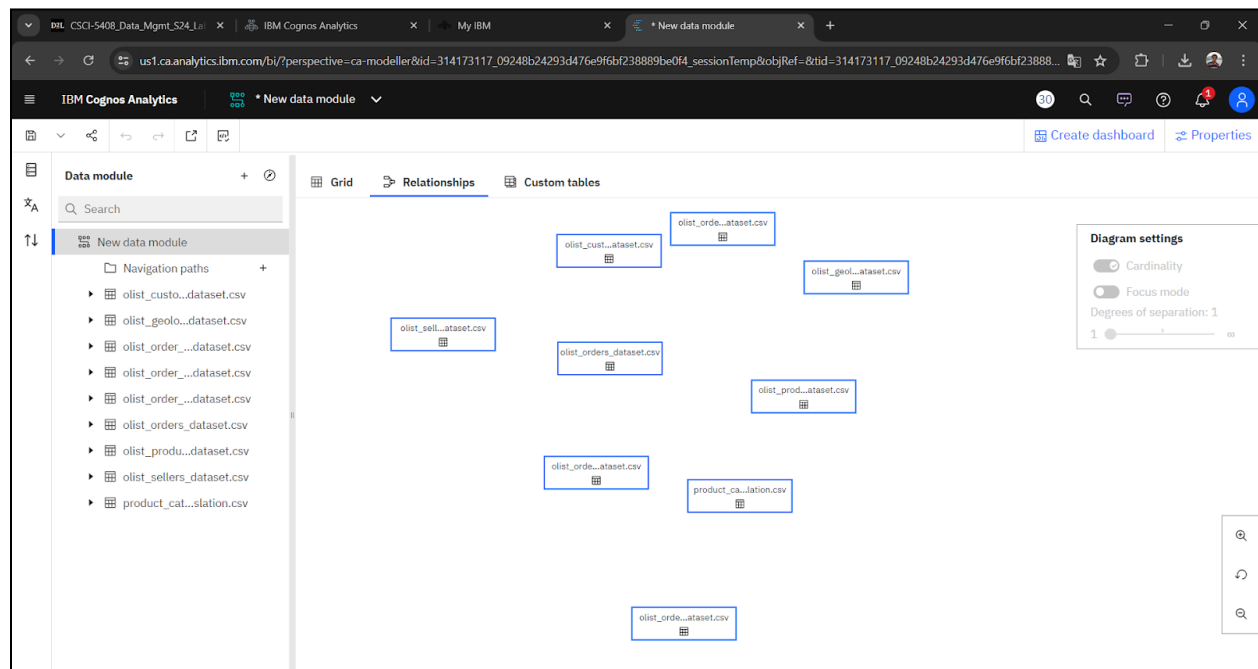 D2L CSCI-5408_Data_Mgmt_S24_La
IBM Cognos Analytics
My IBM
* New data module
us1.ca.analytics.ibm.com/bi/?perspective=ca-modeller&id=314173117_09248b24293d476e9f6bf238889be0f4_sessionTemp&objRef=&tid=314173117_09248b24293d476e9f6bf23888...
IBM Cognos Analytics
* New data module
30
1
Create dashboard
Properties
Data module
Search
New data module
Navigation paths
olist_custo...dataset.csv
olist_geolo...dataset.csv
olist_order_...dataset.csv
olist_order_...dataset.csv
olist_order_...dataset.csv
olist_orders_dataset.csv
olist_produ...dataset.csv
olist_sellers_dataset.csv
product_cat...slation.csv
Grid
Relationships
Custom tables
olist_orde...ataset.csv
olist_cust...ataset.csv
olist_geol...ataset.csv
olist_sell...ataset.csv
olist_orders_dataset.csv
olist_prod...ataset.csv
olist_orde...ataset.csv
product_ca...lation.csv
olist_orde...ataset.csv
Diagram settings
Cardinality
Focus mode
Degrees of separation: 1
1 ∞